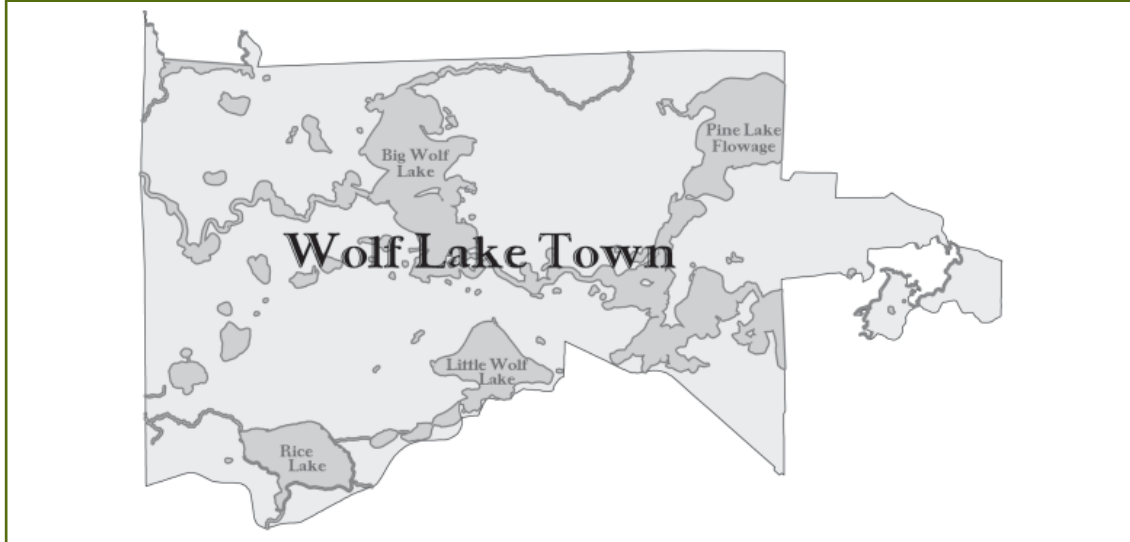 Pine Lake
Flowage
Big Wolf
Lake
Wolf Lake Town
Little Wolf
Lake
Rice
Lake